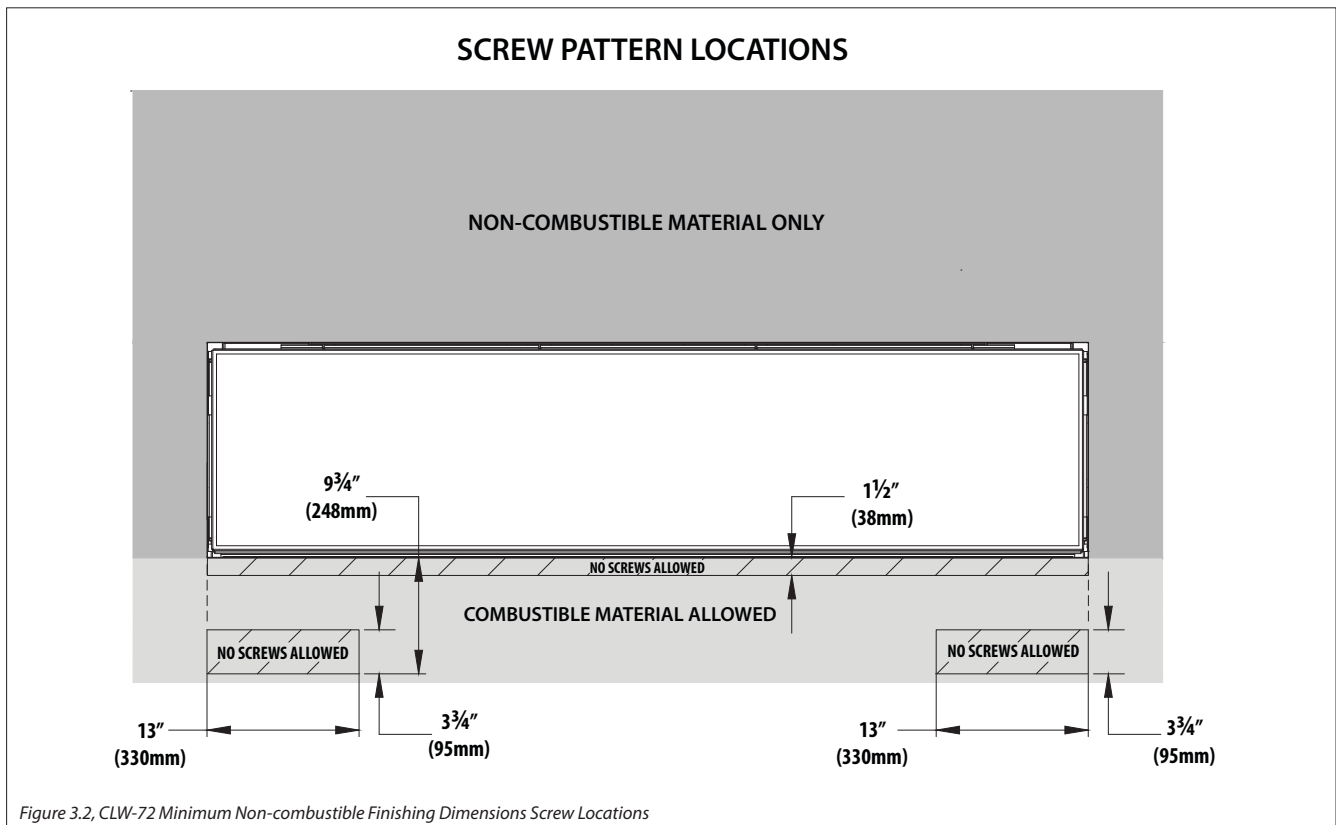 SCREW PATTERN LOCATIONS
NON-COMBUSTIBLE MATERIAL ONLY
9¾”
(248mm)
1½”
(38mm)
NO SCREWS ALLOWED
COMBUSTIBLE MATERIAL ALLOWED
NO SCREWS ALLOWED
NO SCREWS ALLOWED
13”
(330mm)
3¾”
(95mm)
13”
(330mm)
3¾”
(95mm)
Figure 3.2, CLW-72 Minimum Non-combustible Finishing Dimensions Screw Locations